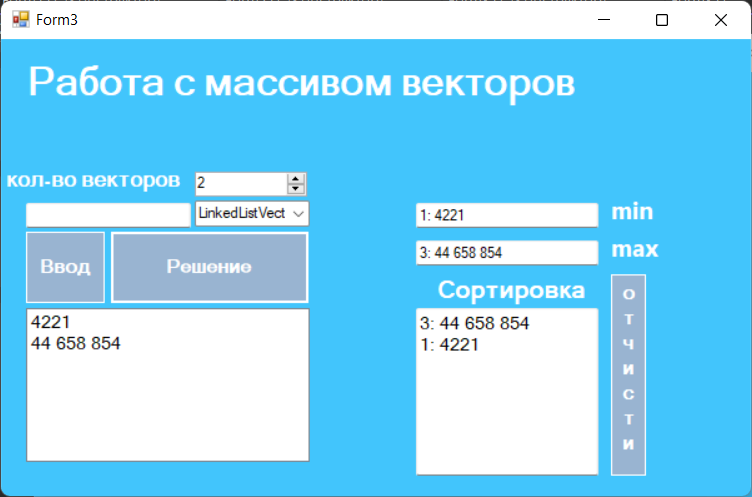 Form3
Работа с массивом векторов
кол-во векторов
2
LinkedListVect
Ввод
Решение
4221
44 658 854
1: 4221
min
3: 44 658 854
max
Сортировка
3: 44 658 854
1: 4221
о
т
ч
и
с
т
и